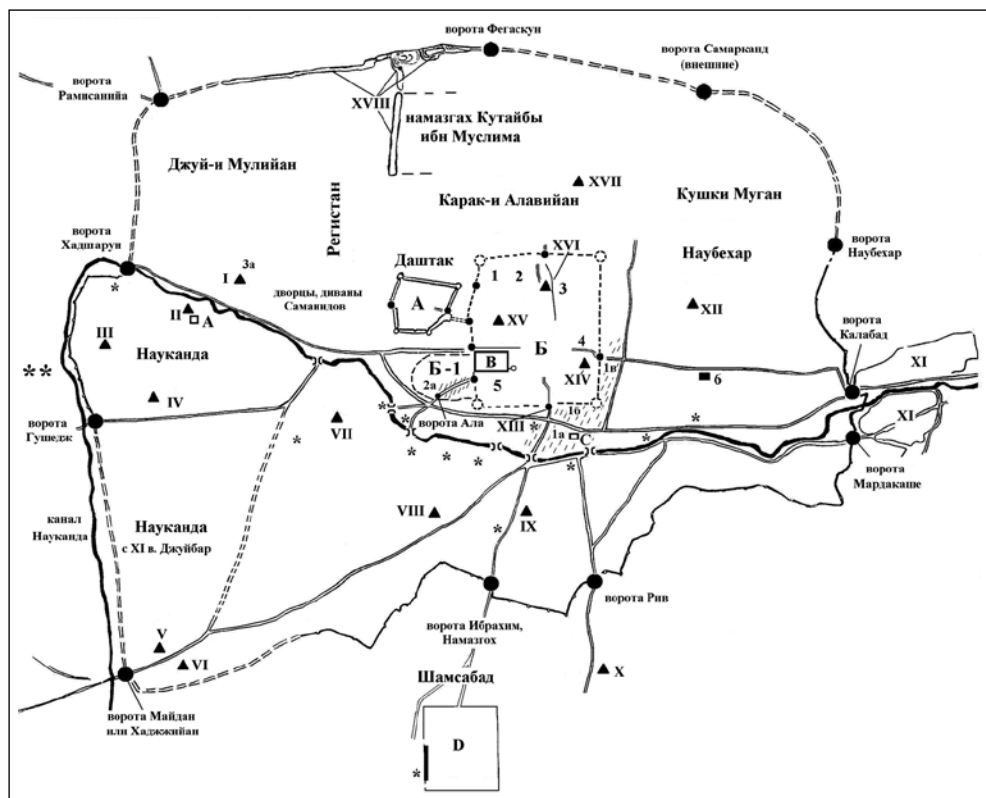 ворота Фегаскун
ворота Самарканд
(внешние)
ворота
Рамисанийа
XVIII
намазгах Кутайбы
ибн Муслима
Джуй-и Мулийан
Регистан
Карак-и Алавийан
XVII
Кушки Муган
ворота
Хадшарун
*
I
3а
дворцы, диваны
Саманидов
Даштак
А
XVI
1
2
3
Наубехар
ворота
Наубехар
II
А
III
Науканда
**
IV
XV
XII
Б
Б-1
В
4
XIV
1в
6
ворота
Калабад
XI
XI
2а
5
1б
ворота Ала
XIII
*
1а
С
*
*
ворота
Гушедж
VII
*
*
*
*
*
*
*
*
ворота
Мардакаше
канал
Науканда
Науканда
с XI в. Джуйбар
VIII
IX
*
V
VI
ворота Рив
ворота Ибрахим,
Намазгох
X
Шамсабад
ворота Майдан
или Хаджжийан
D
*